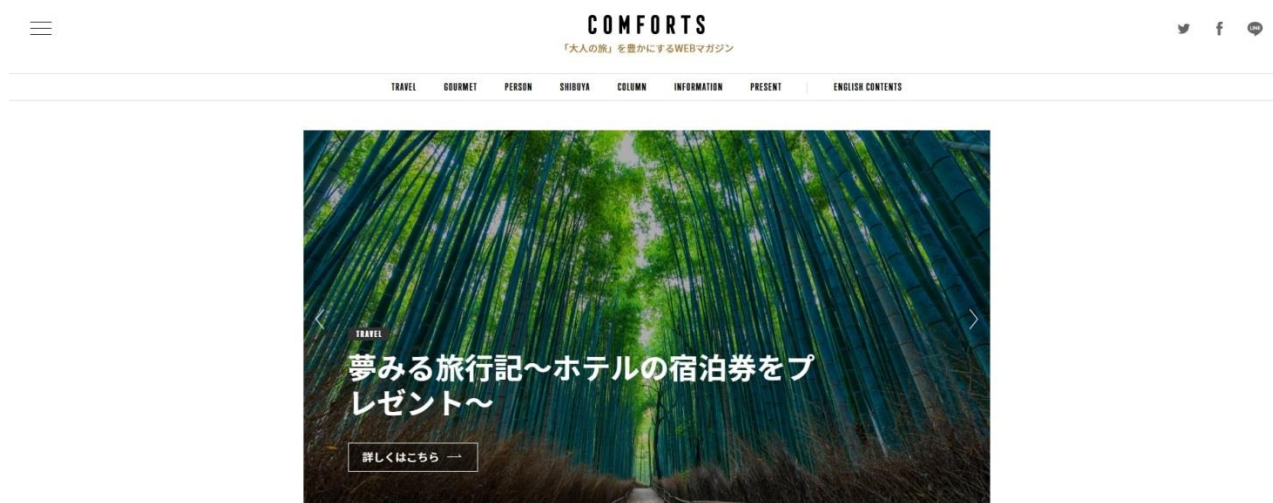 COMFORTS
「大人の旅」を豊かにするWEBマガジン
LINE
TRAVEL GOURMET PERSON SHIBUYA COLUMN INFORMATION PRESENT ENGLISH CONTENTS
TRAVEL
夢みる旅行記〜ホテルの宿泊券をプ
レゼント〜
詳しくはこちら